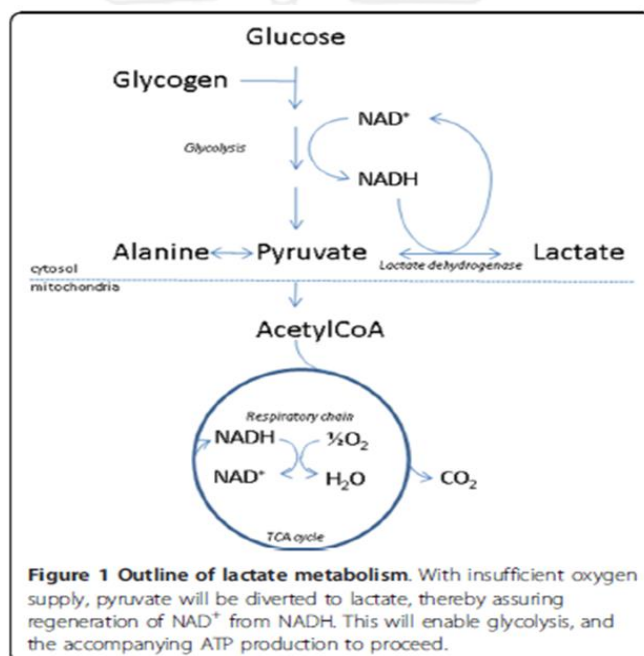 Glucose
Glycogen
NAD⁺
Glycolysis
NADH
Alanine Pyruvate Lactate
Lactate dehydrogenase
cytosol
mitochondria
AcetylCoA
Respiratory chain
NADH ½O₂
NAD⁺ H₂O CO₂
TCA cycle
Figure 1 Outline of lactate metabolism. With insufficient oxygen
supply, pyruvate will be diverted to lactate, thereby assuring
regeneration of NAD⁺ from NADH. This will enable glycolysis, and
the accompanying ATP production to proceed.